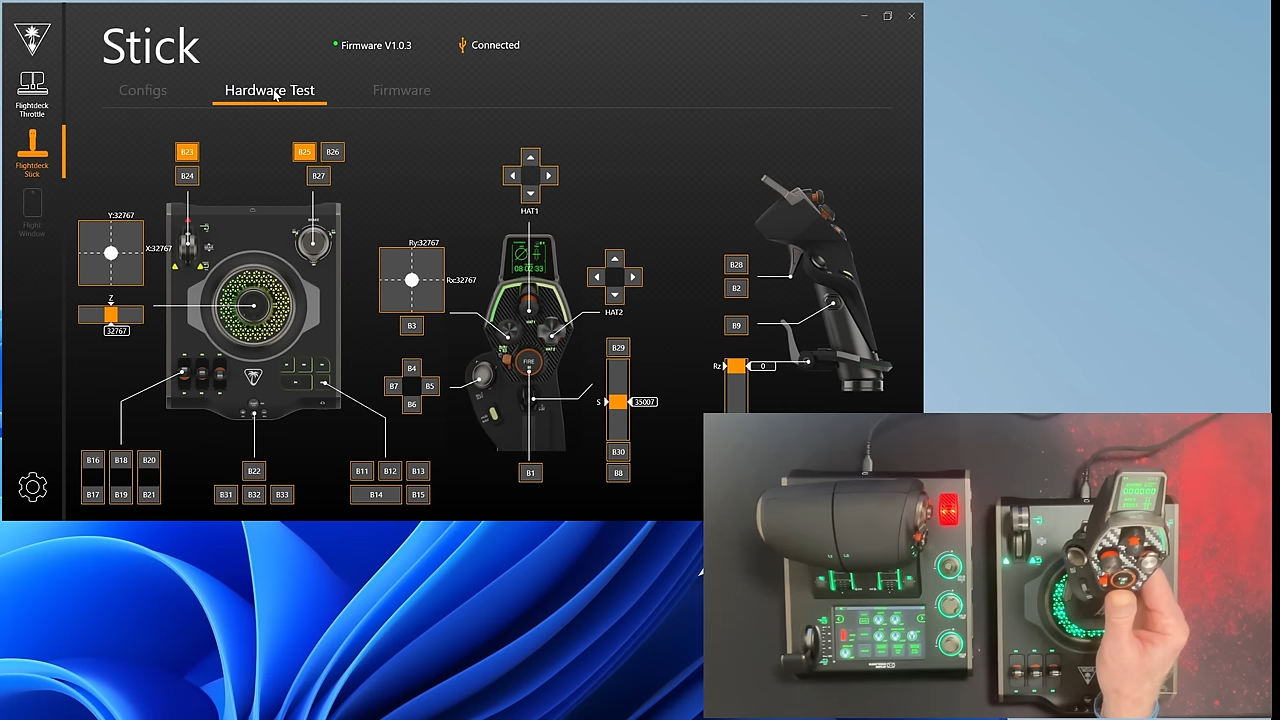 Stick
Firmware V1.0.3
Connected
Configs
Hardware Test
Firmware
Flightdeck
Throttle
Flightdeck
Stick
Flight
Window
B23
B24
B25
B26
B27
Y:32767
X:32767
Z
32767
Ry:32767
Rx:32767
B3
B4
B7
B5
B6
HAT1
HAT2
B29
S
35007
B30
B8
B28
B2
B9
Rz
0
FIRE
B16
B18
B20
B17
B19
B21
B22
B31
B32
B33
B11
B12
B13
B14
B15
B1